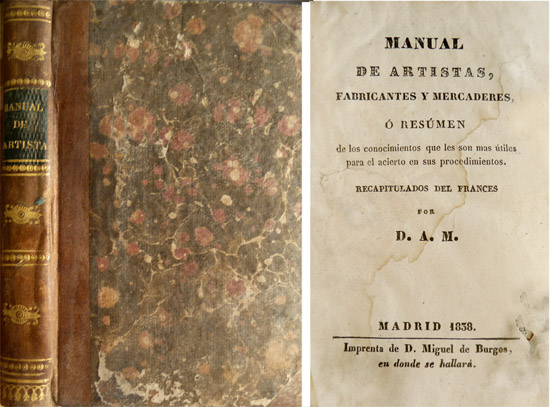 MANUAL
DE
ARTISTA
MANUAL
DE ARTISTAS,
FABRICANTES Y MERCADERES,
Ó RESÚMEN
de los conocimientos que les son mas útiles
para el acierto en sus procedimientos.
RECAPITULADOS DEL FRANCES
POR
D. A. M.
MADRID 1838.
Imprenta de D. Miguel de Burgos,
en donde se hallará.